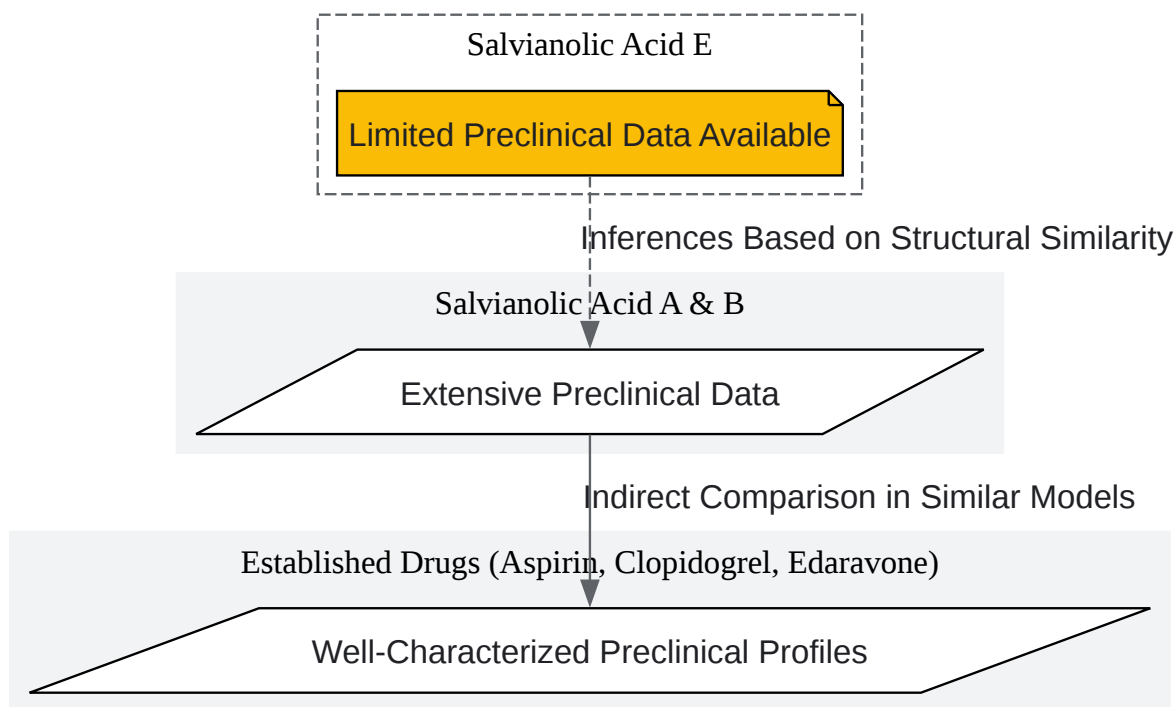 Salvianolic Acid E
Limited Preclinical Data Available
Inferences Based on Structural Similarity
Salvianolic Acid A & B
Extensive Preclinical Data
Indirect Comparison in Similar Models
Established Drugs (Aspirin, Clopidogrel, Edaravone)
Well-Characterized Preclinical Profiles